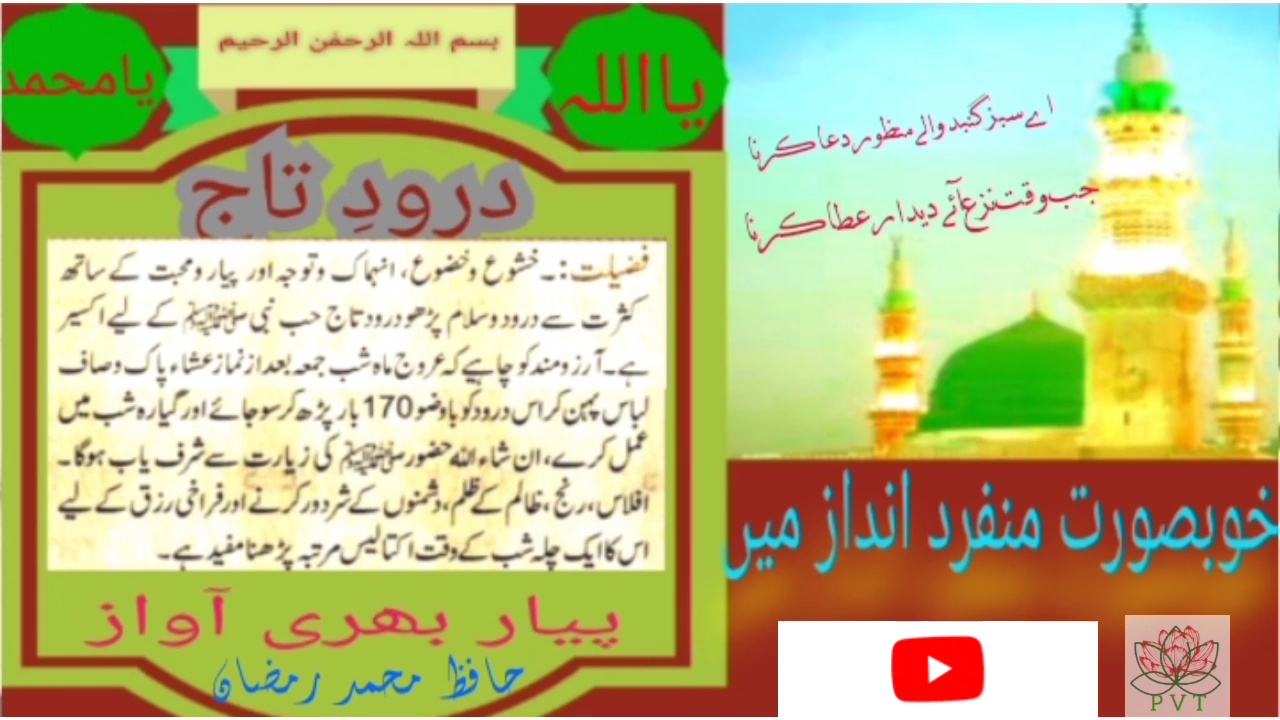 بسم اللہ الرحمٰن الرحیم
یااللہ
یامحمد
درودِ تاج
فضیلت:۔ خشوع و خضوع، انہماک و توجہ اور پیار و محبت کے ساتھ
کثرت سے درود و سلام پڑھو درود تاج حب نبی ﷺ کے لیے اکسیر
ہے۔ آرزومند کو چاہیے کہ عروج ماہ شب جمعہ بعد از نماز عشاء پاک و صاف
لباس پہن کر اس درود کو باوضو 170 بار پڑھ کر سو جائے اور گیارہ شب میں
عمل کرے، ان شاء اللہ حضور ﷺ کی زیارت سے شرف یاب ہوگا۔
افلاس، رنج، ظالم کے ظلم، دشمنوں کے شر دور کرنے اور فراخی رزق کے لیے
اس کا ایک چلہ شب کے وقت اکتالیس مرتبہ پڑھنا مفید ہے۔
پیار بھری آواز
حافظ محمد رمضان
اے سبز گنبد والے منظور دعا کرنا
جب وقت نزع آئے دیدار عطا کرنا
خوبصورت منفرد انداز میں
PVT